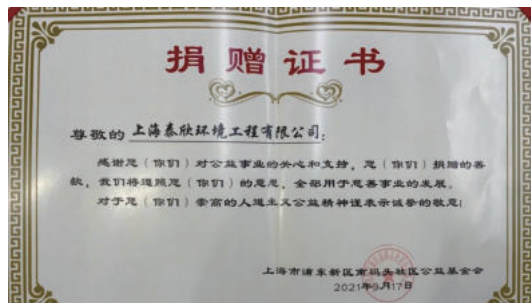 捐赠证书
尊敬的 上海泰欣环境工程有限公司：
感谢您（你们）对公益事业的关心和支持，您（你们）捐赠的善
款，我们将遵照您（你们）的意愿，全部用于慈善事业的发展。
对于您（你们）崇高的人道主义公益精神谨表示诚挚的敬意！
上海市浦东新区南码头社区公益基金会
2021年9月17日